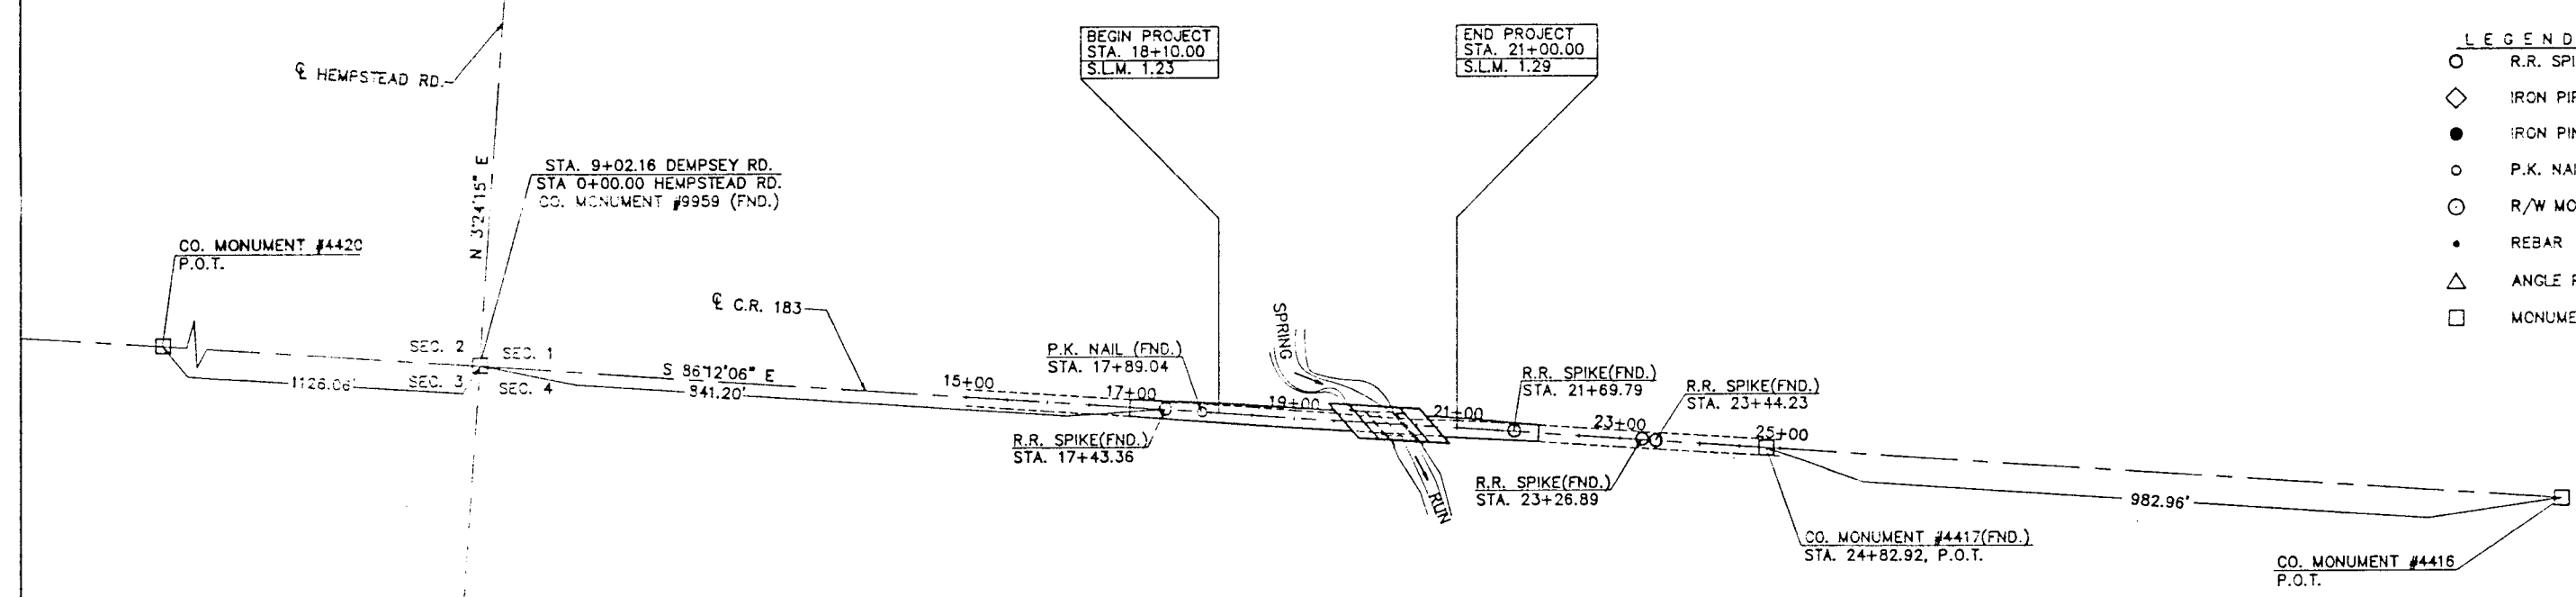 ℄ HEMPSTEAD RD.
N 3°24'15" E
STA. 9+02.16 DEMPSEY RD.
STA 0+00.00 HEMPSTEAD RD.
CO. MONUMENT #9959 (FND.)
CO. MONUMENT #4420
P.O.T.
1126.06'
SEC. 2
SEC. 1
SEC. 3
SEC. 4
℄ C.R. 183
S 86°12'06" E
841.20'
15+00
17+00
19+00
21+00
23+00
25+00
BEGIN PROJECT
STA. 18+10.00
S.L.M. 1.23
END PROJECT
STA. 21+00.00
S.L.M. 1.29
P.K. NAIL (FND.)
STA. 17+89.04
R.R. SPIKE(FND.)
STA. 17+43.36
SPRING
RUN
R.R. SPIKE(FND.)
STA. 21+69.79
R.R. SPIKE(FND.)
STA. 23+44.23
R.R. SPIKE(FND.)
STA. 23+26.89
CO. MONUMENT #4417(FND.)
STA. 24+82.92, P.O.T.
982.96'
CO. MONUMENT #4416
P.O.T.
LEGEND
R.R. SPI
IRON PIP
IRON PIN
P.K. NAI
R/W MO
REBAR
ANGLE
MONUME